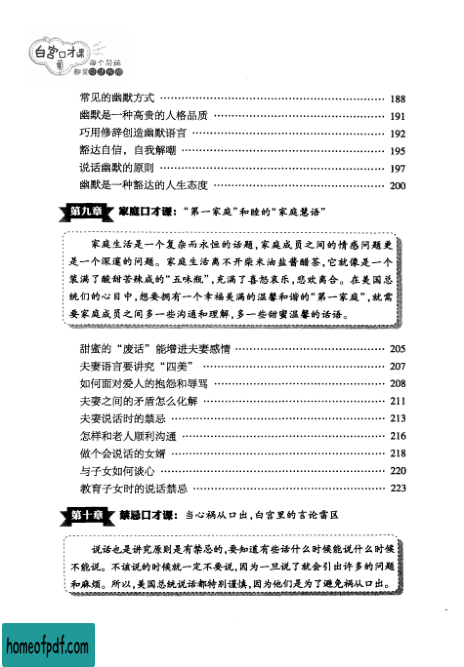 白宫口才课
每个总统
都是口才大师
常见的幽默方式 188
幽默是一种高贵的人格品质 191
巧用修辞创造幽默语言 192
豁达自信，自我解嘲 195
说话幽默的原则 197
幽默是一种豁达的人生态度 200
第九章 家庭口才课：“第一家庭”和睦的“家庭慧语”
家庭生活是一个复杂而永恒的话题，家庭成员之间的情感问题更
是一个深邃的问题。家庭生活离不开柴米油盐酱醋茶，它就像是一个
装满了酸甜苦辣咸的“五味瓶”，充满了喜怒哀乐，悲欢离合。在美国总
统们的心目中，想要拥有一个幸福美满的温馨和谐的“第一家庭”，就需
要家庭成员之间多一些沟通和理解，多一些甜蜜温馨的话语。
甜蜜的“废话”能增进夫妻感情 205
夫妻语言要讲究“四美” 207
如何面对爱人的抱怨和辱骂 208
夫妻之间的矛盾怎么化解 211
夫妻说话时的禁忌 213
怎样和老人顺利沟通 216
做个会说话的女婿 218
与子女如何谈心 220
教育子女时的说话禁忌 223
第十章 禁忌口才课：当心祸从口出，白宫里的言论雷区
说话也是讲究原则是有禁忌的，要知道有些话什么时候能说什么时候
不能说。不该说的时候就一定不要说，因为一旦说了就会引出许多的问题
和麻烦。所以，美国总统说话都特别谨慎，因为他们是为了避免祸从口出。
homeofpdf.com